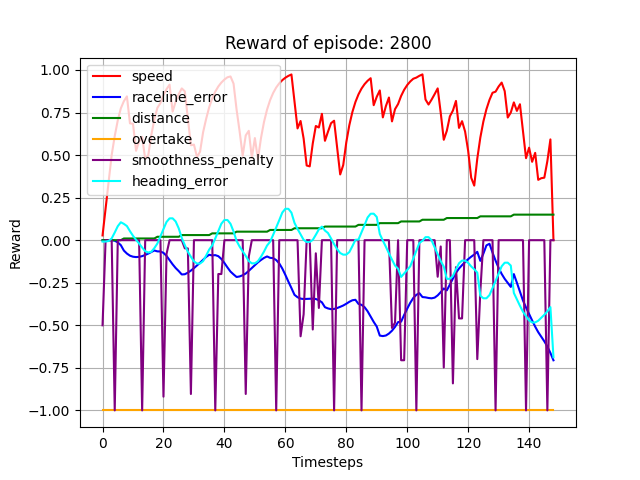 Reward of episode: 2800
speed
raceline_error
distance
overtake
smoothness_penalty
heading_error
1.00
0.75
0.50
0.25
0.00
−0.25
−0.50
−0.75
−1.00
Reward
0 20 40 60 80 100 120 140
Timesteps